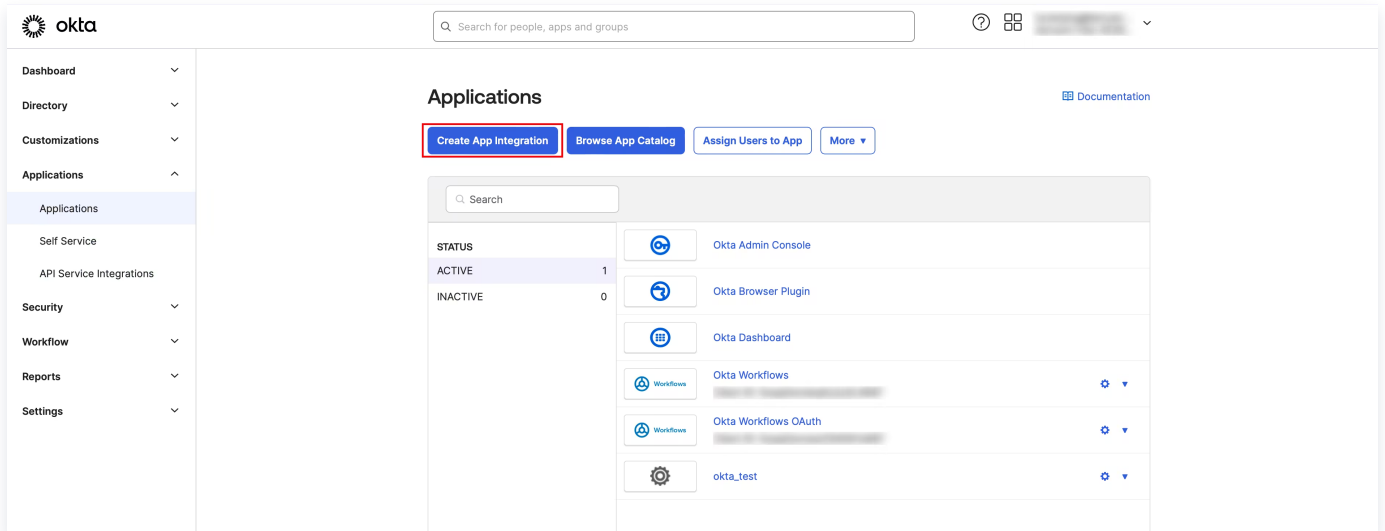 okta
Search for people, apps and groups
Dashboard
Directory
Customizations
Applications
Applications
Self Service
API Service Integrations
Security
Workflow
Reports
Settings
Applications
Documentation
Create App Integration
Browse App Catalog
Assign Users to App
More
Search
STATUS
ACTIVE 1
INACTIVE 0
Okta Admin Console
Okta Browser Plugin
Okta Dashboard
Workflows
Okta Workflows
Workflows
Okta Workflows OAuth
okta_test